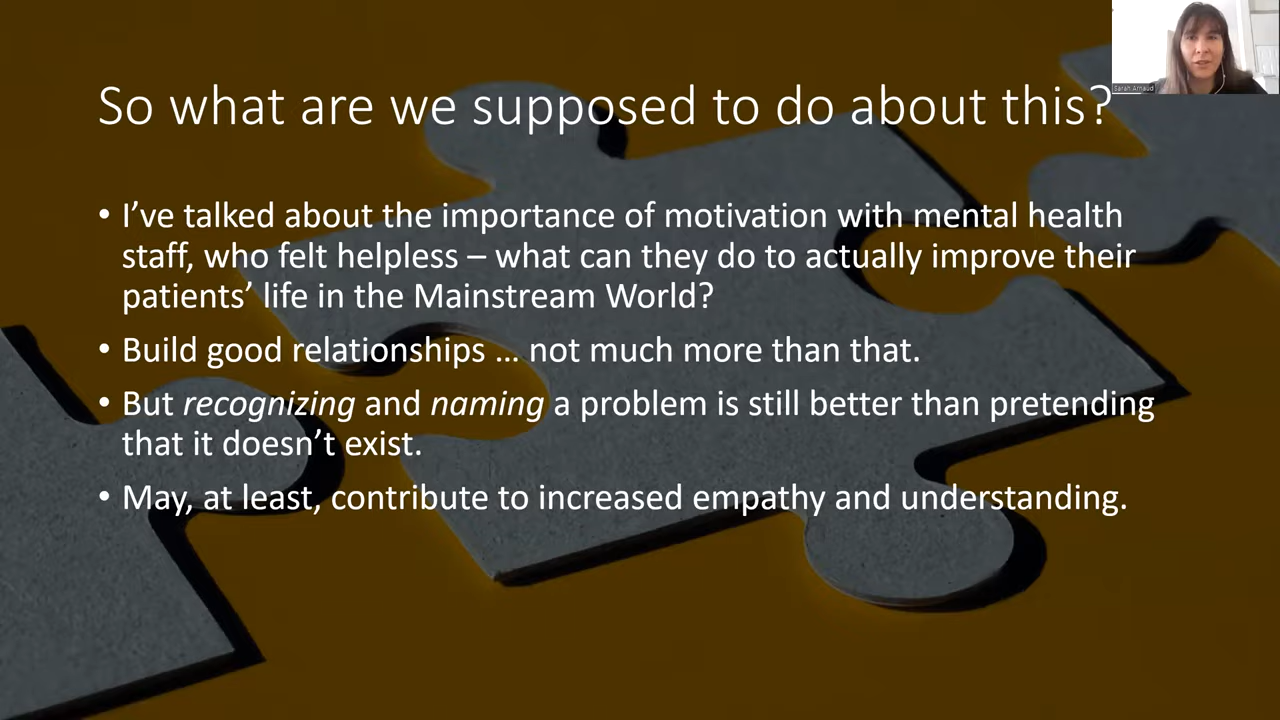 So what are we supposed to do about this?
Sarah Arnaud
• I’ve talked about the importance of motivation with mental health
staff, who felt helpless – what can they do to actually improve their
patients’ life in the Mainstream World?
• Build good relationships … not much more than that.
• But recognizing and naming a problem is still better than pretending
that it doesn’t exist.
• May, at least, contribute to increased empathy and understanding.